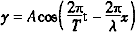 y = A cos(2π/T t − 2π/λ x)